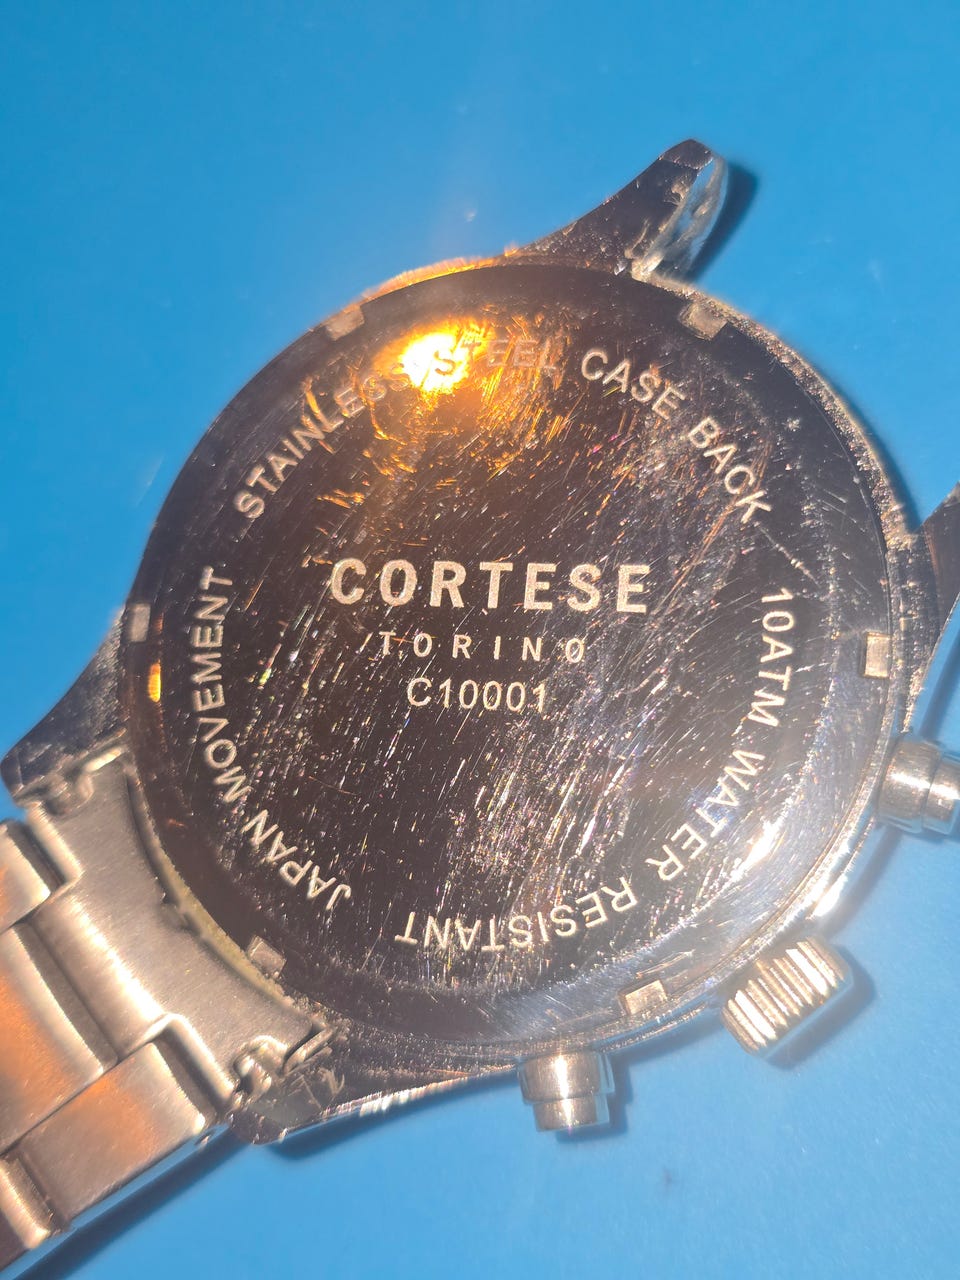 STAINLESS STEEL CASE BACK
10ATM WATER RESISTANT
JAPAN MOVEMENT
CORTESE
TORINO
C10001